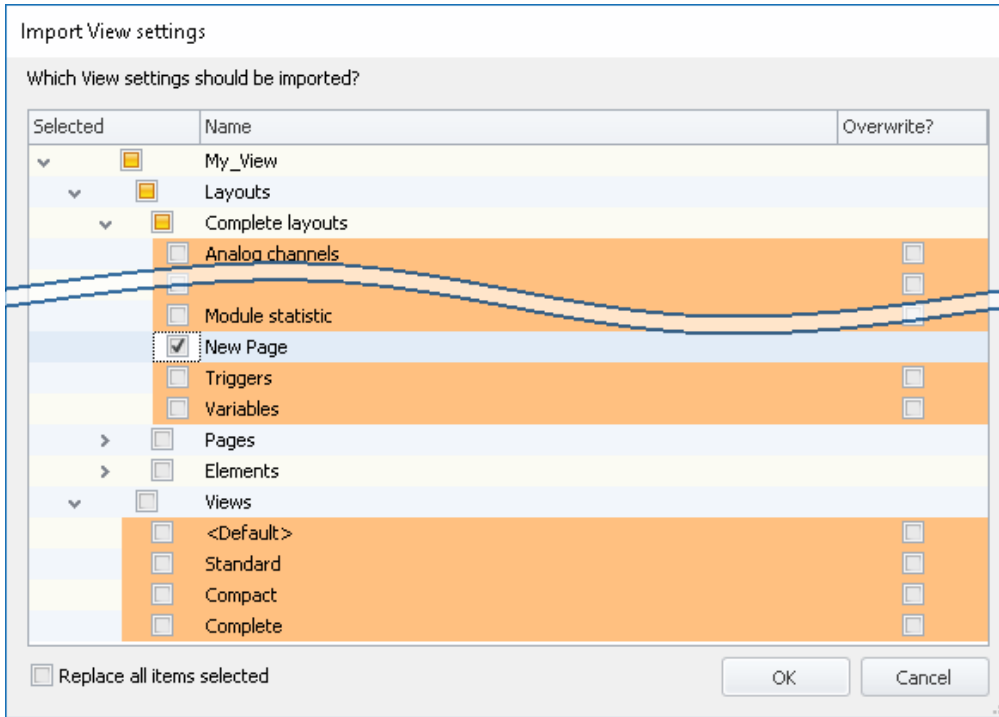 Import View settings
Which View settings should be imported?
Selected Name Overwrite?
My_View
Layouts
Complete layouts
Analog channels
Module statistic
New Page
Triggers
Variables
Pages
Elements
Views
<Default>
Standard
Compact
Complete
Replace all items selected OK Cancel